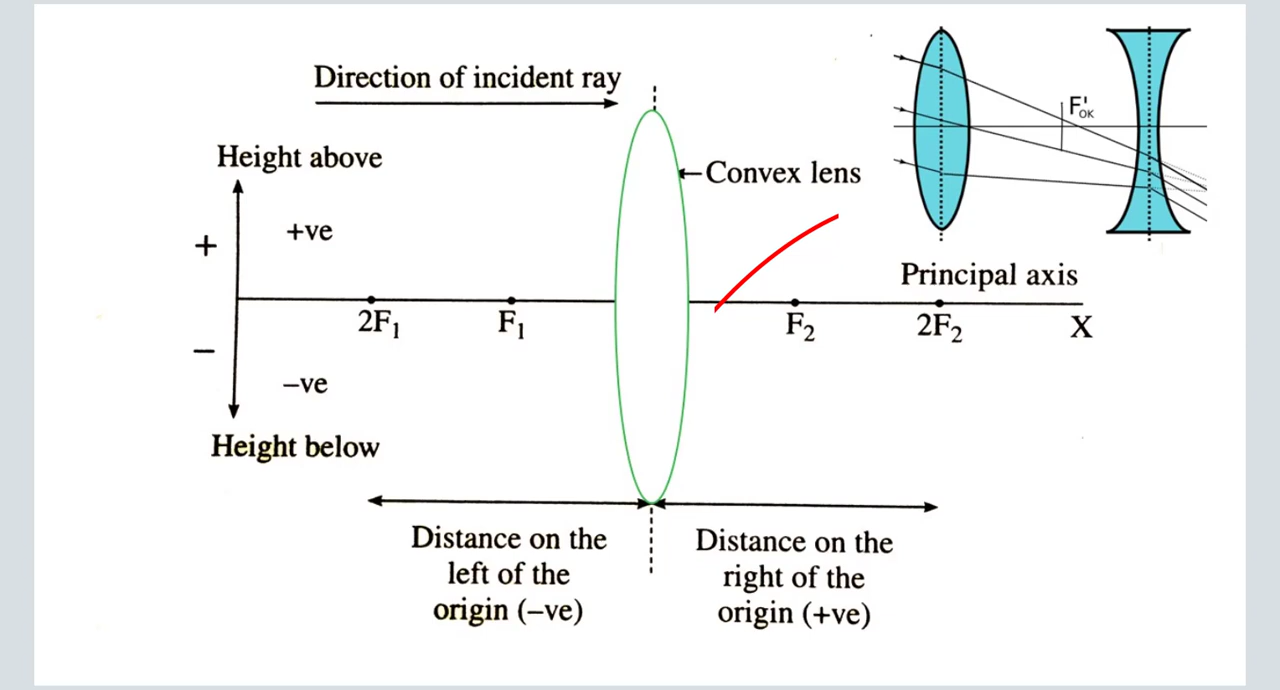 Direction of incident ray
Height above
+
+ve
−
−ve
Height below
Convex lens
F'OK
Principal axis
2F1
F1
F2
2F2
X
Distance on the
left of the
origin (−ve)
Distance on the
right of the
origin (+ve)